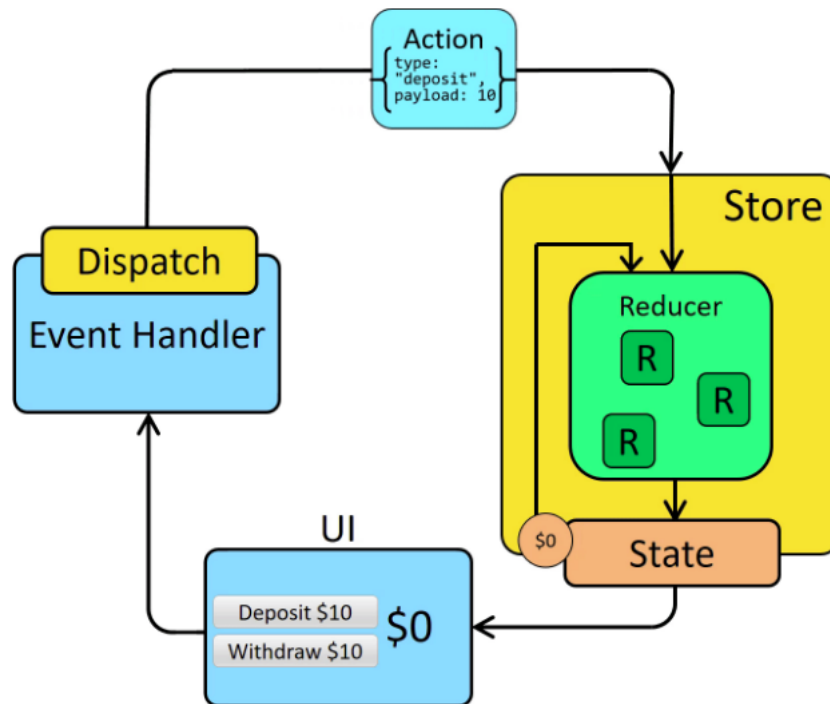 Action
{ type:
"deposit",
payload: 10 }
Store
Dispatch
Event Handler
Reducer
R
R
R
$0
State
UI
Deposit $10
$0
Withdraw $10